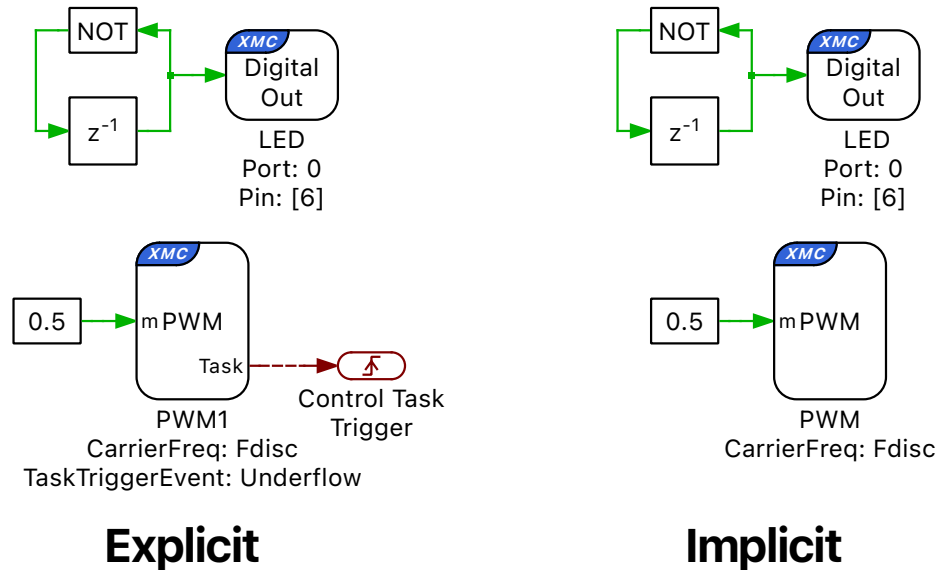 NOT
XMC
Digital
Out
z⁻¹
LED
Port: 0
Pin: [6]
XMC
0.5
m PWM
Task
PWM1
CarrierFreq: Fdisc
TaskTriggerEvent: Underflow
Control Task
Trigger
Explicit
NOT
XMC
Digital
Out
z⁻¹
LED
Port: 0
Pin: [6]
XMC
0.5
m PWM
PWM
CarrierFreq: Fdisc
Implicit